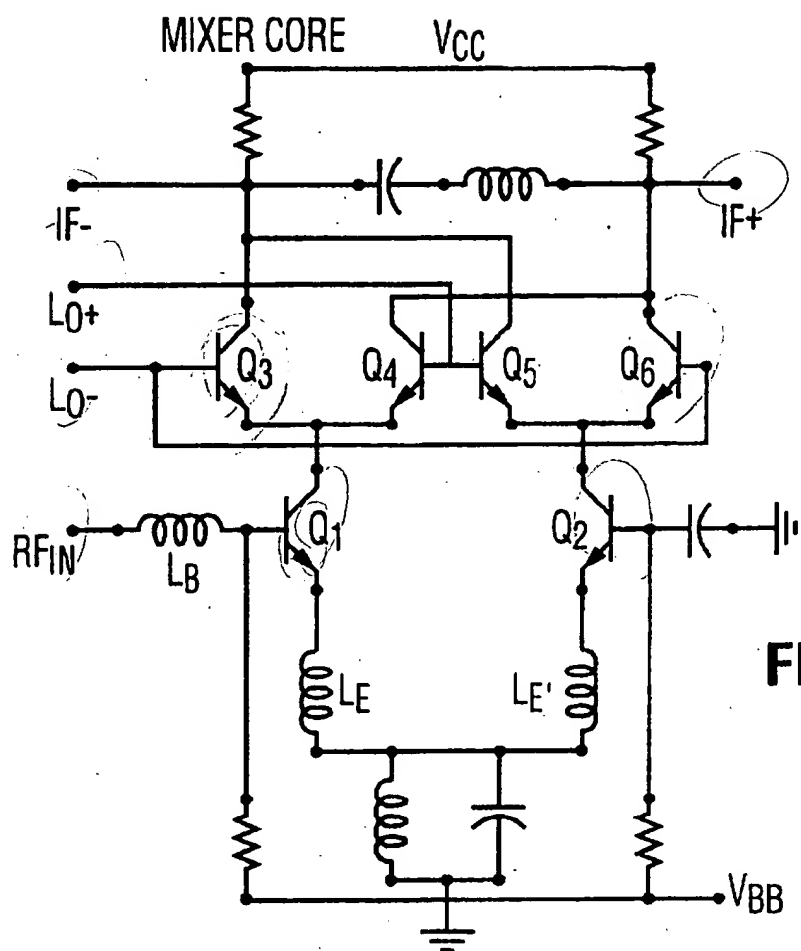 MIXER CORE
VCC
IF-
IF+
LO+
LO-
Q3
Q4
Q5
Q6
RFIN
LB
Q1
Q2
LE
LE'
VBB